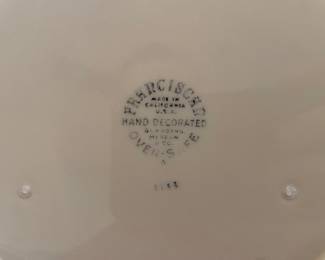 FRANCISCAN
MADE IN
CALIFORNIA
U.S.A.
HAND DECORATED
OVEN-SAFE